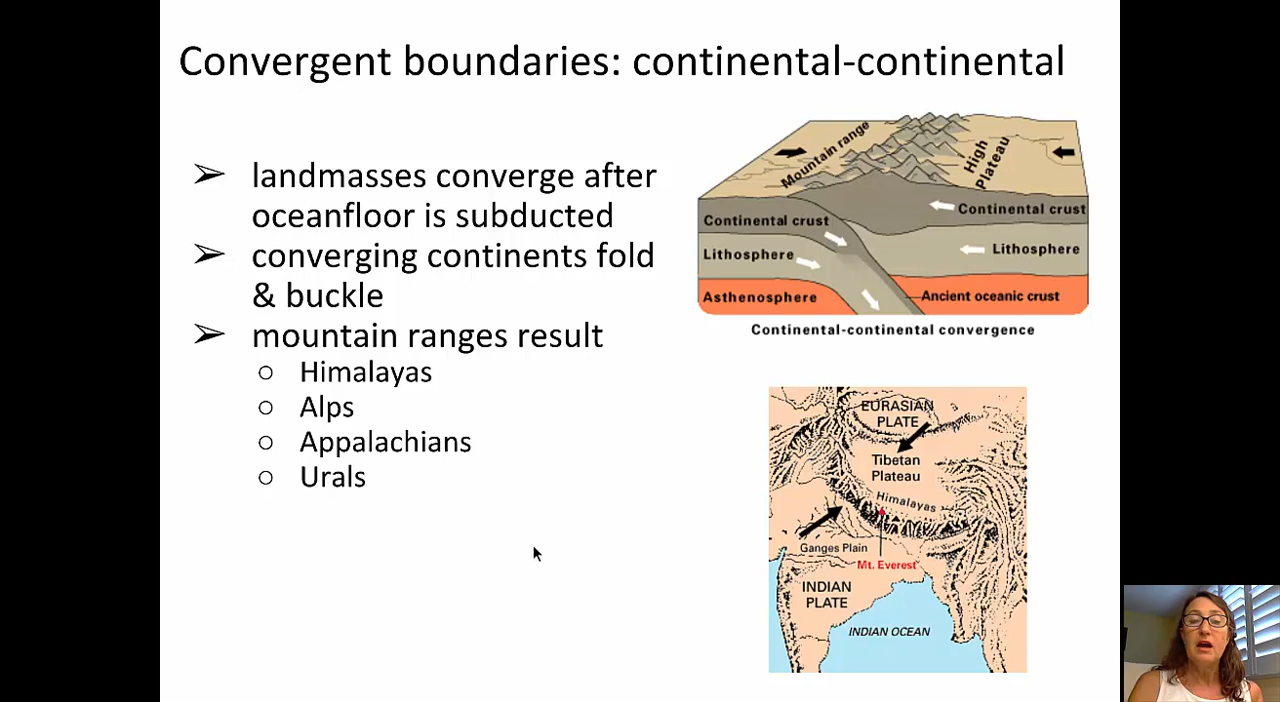 Convergent boundaries: continental-continental
➢ landmasses converge after
oceanfloor is subducted
➢ converging continents fold
& buckle
➢ mountain ranges result
○ Himalayas
○ Alps
○ Appalachians
○ Urals
Mountain range
High
Plateau
Continental crust
Continental crust
Lithosphere
Lithosphere
Asthenosphere
Ancient oceanic crust
Continental-continental convergence
EURASIAN
PLATE
Tibetan
Plateau
Himalayas
Ganges Plain
Mt. Everest
INDIAN
PLATE
INDIAN OCEAN